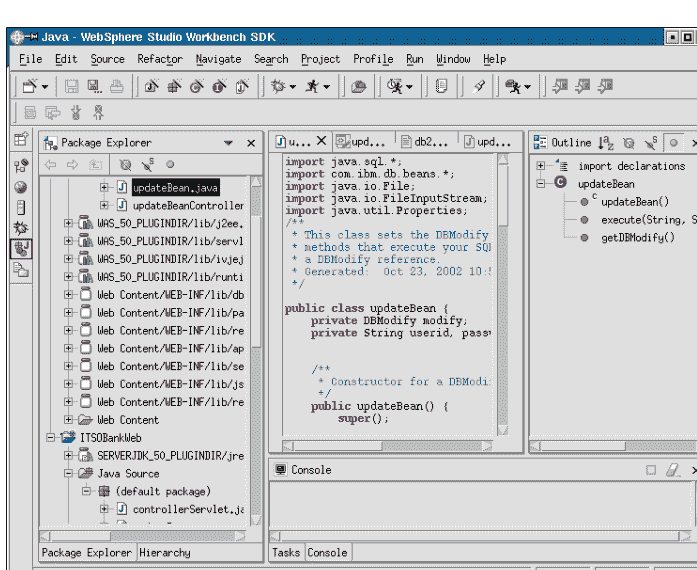 Java - WebSphere Studio Workbench SDK
File Edit Source Refactor Navigate Search Project Profile Run Window Help
Package Explorer
updateBean.java
updateBeanController
WAS_50_PLUGINDIR/lib/j2ee.
WAS_50_PLUGINDIR/lib/servl
WAS_50_PLUGINDIR/lib/ivjej
WAS_50_PLUGINDIR/lib/runti
Web Content/WEB-INF/lib/db
Web Content/WEB-INF/lib/pa
Web Content/WEB-INF/lib/re
Web Content/WEB-INF/lib/ap
Web Content/WEB-INF/lib/se
Web Content/WEB-INF/lib/js
Web Content/WEB-INF/lib/re
Web Content
ITSOBankWeb
SERVERJDK_50_PLUGINDIR/jre
Java Source
(default package)
controllerServlet.ja
Package Explorer Hierarchy
u... upd... db2... upd...
import java.sql.*;
import com.ibm.db.beans.*;
import java.io.File;
import java.io.FileInputStream;
import java.util.Properties;
/**
* This class sets the DBModify
* methods that execute your SQL
* a DBModify reference.
* Generated: Oct 23, 2002 10:5
*/
public class updateBean {
private DBModify modify;
private String userid, passw
/**
* Constructor for a DBModi
*/
public updateBean() {
super();
Outline
import declarations
updateBean
updateBean()
execute(String, S
getDBModify()
Console
Tasks Console